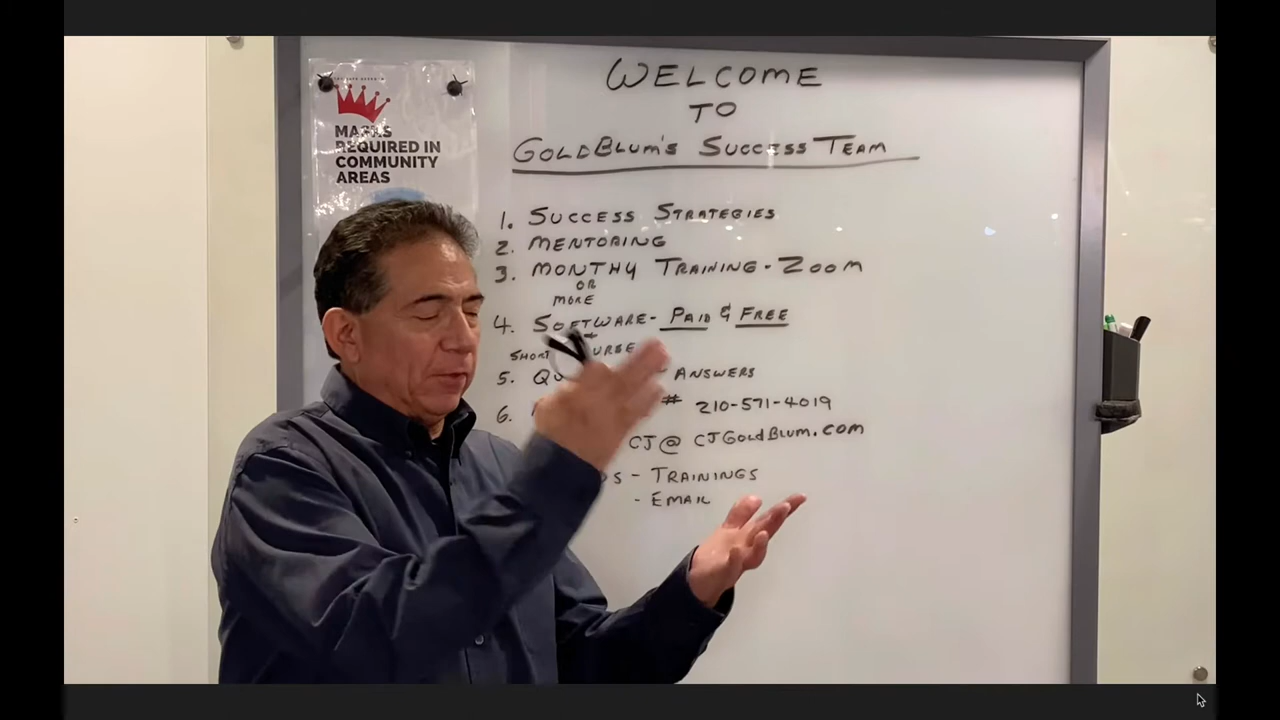 MASKS
REQUIRED IN
COMMUNITY
AREAS
WELCOME
TO
GOLDBLUM'S SUCCESS TEAM
1. SUCCESS STRATEGIES
2. MENTORING
3. MONTHY TRAINING - ZOOM
OR
MORE
4. SOFTWARE - PAID & FREE
SHORT
5. ANSWERS
6. # 210-571-4019
CJ@CJGOLDBLUM.COM
- TRAININGS
- EMAIL